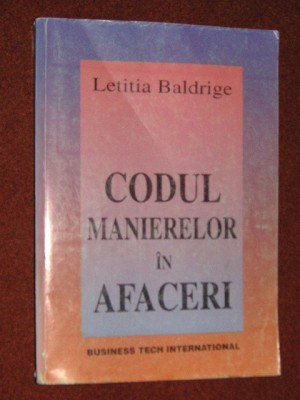 Letitia Baldrige
CODUL
MANIERELOR
ÎN
AFACERI
BUSINESS TECH INTERNATIONAL